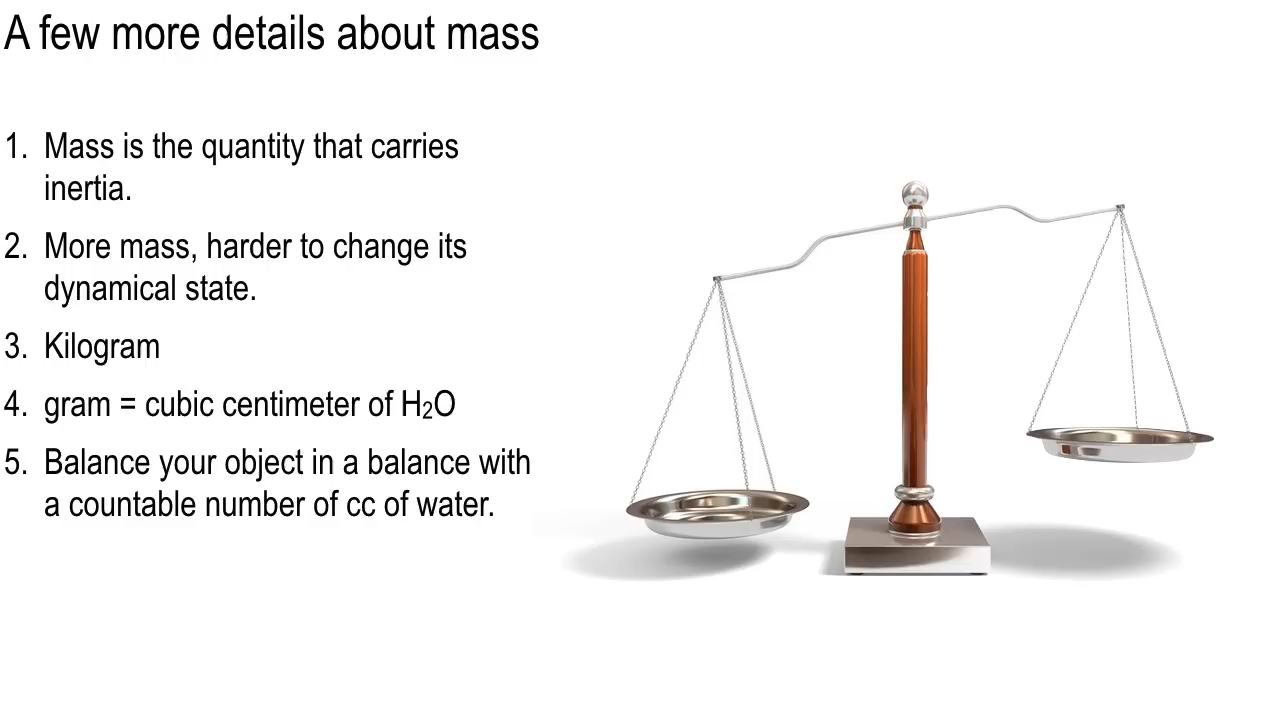 A few more details about mass
1. Mass is the quantity that carries
inertia.
2. More mass, harder to change its
dynamical state.
3. Kilogram
4. gram = cubic centimeter of H₂O
5. Balance your object in a balance with
a countable number of cc of water.